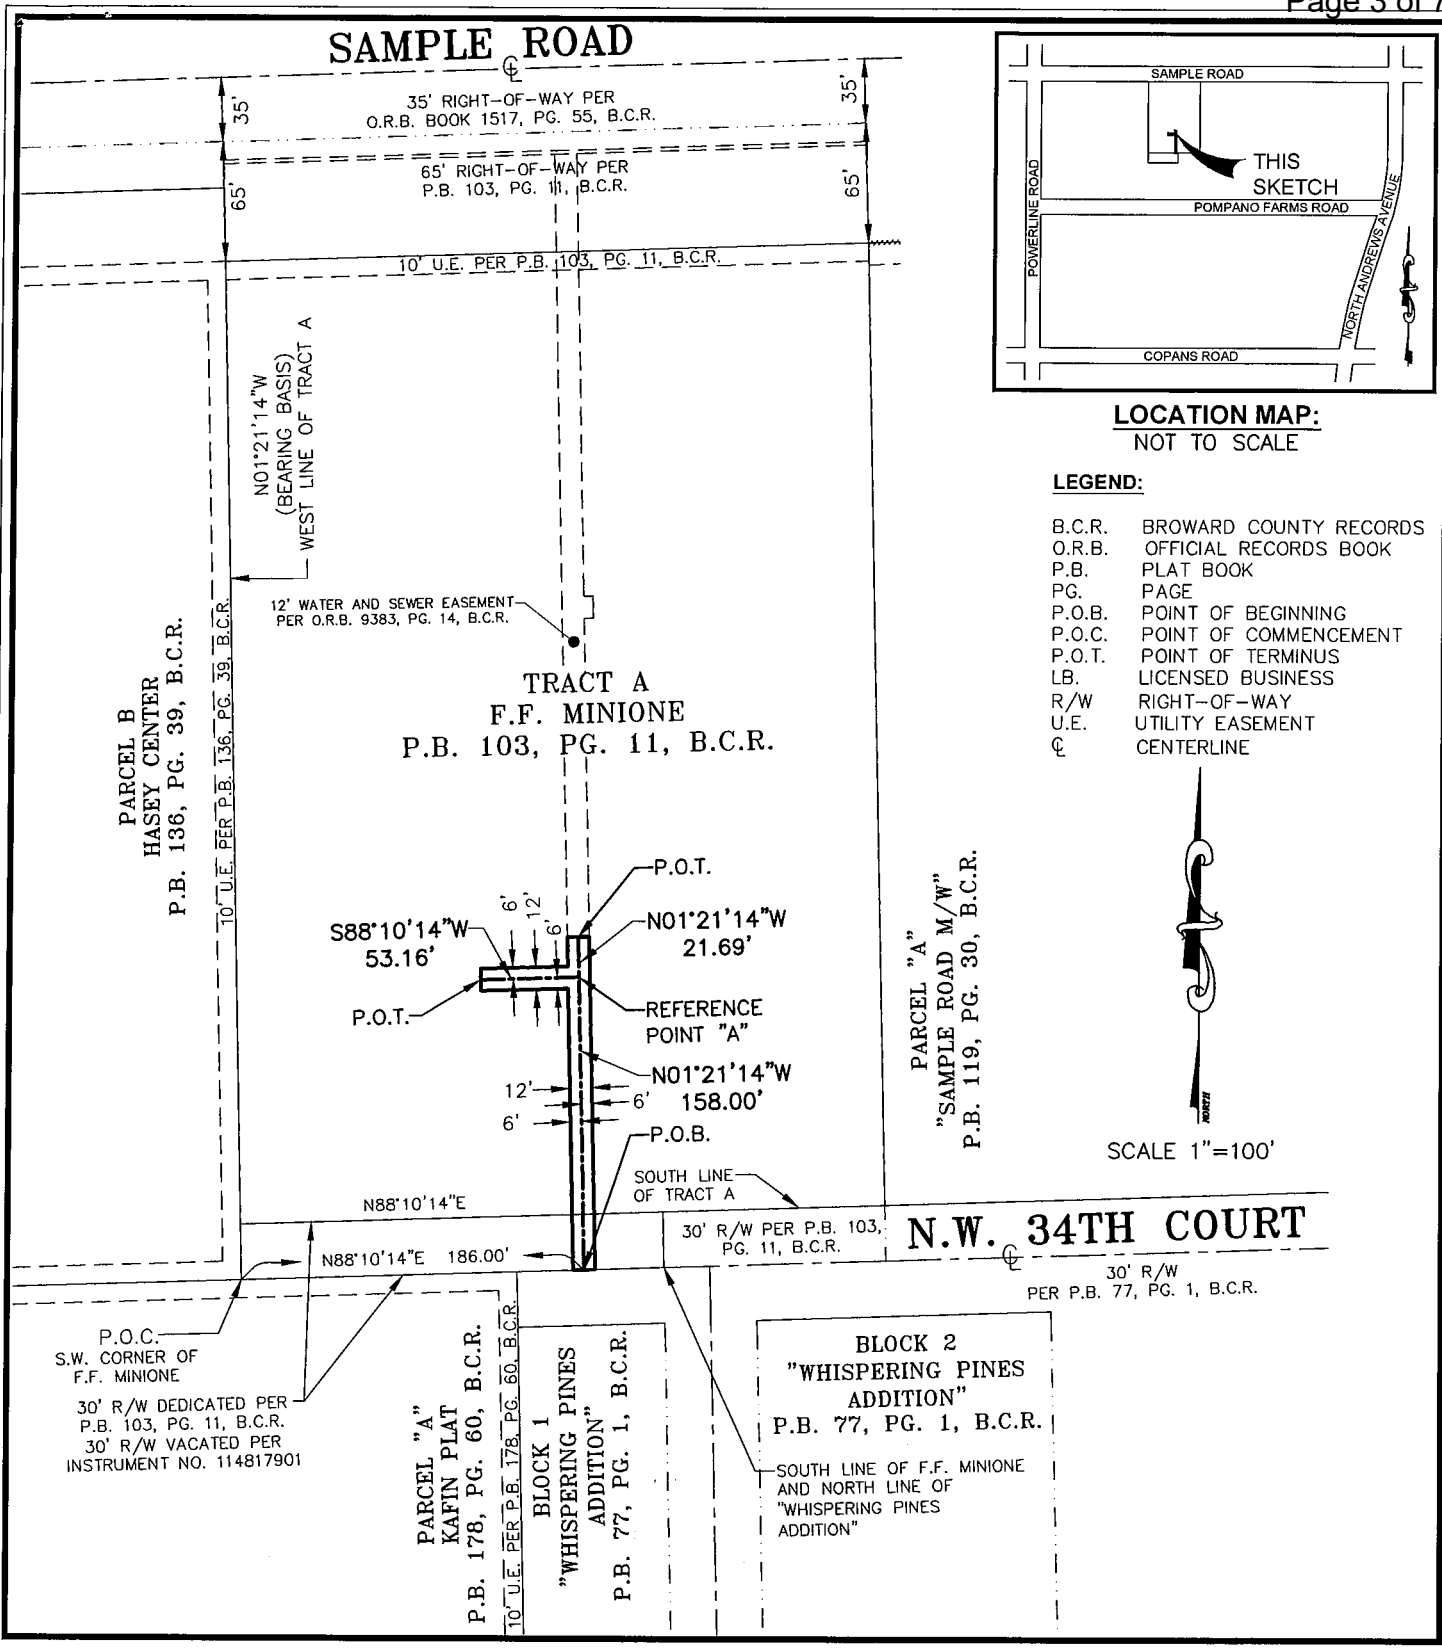 Page 3 of 7
SAMPLE ROAD
℄
35'
35' RIGHT-OF-WAY PER
O.R.B. BOOK 1517, PG. 55, B.C.R.
35'
65'
65' RIGHT-OF-WAY PER
P.B. 103, PG. 11, B.C.R.
65'
10' U.E. PER P.B. 103, PG. 11, B.C.R.
N01°21'14"W
(BEARING BASIS)
WEST LINE OF TRACT A
12' WATER AND SEWER EASEMENT
PER O.R.B. 9383, PG. 14, B.C.R.
TRACT A
F.F. MINIONE
P.B. 103, PG. 11, B.C.R.
PARCEL B
HASEY CENTER
P.B. 136, PG. 39, B.C.R.
10' U.E. PER P.B. 136, PG. 39, B.C.R.
P.O.T.
6'
12'
6'
S88°10'14"W
53.16'
N01°21'14"W
21.69'
P.O.T.
REFERENCE
POINT "A"
N01°21'14"W
158.00'
12'
6'
6'
P.O.B.
SOUTH LINE
OF TRACT A
PARCEL "A"
"SAMPLE ROAD M/W"
P.B. 119, PG. 30, B.C.R.
N88°10'14"E
30' R/W PER P.B. 103,
PG. 11, B.C.R.
N88°10'14"E 186.00'
N.W. 34TH COURT
℄
30' R/W
PER P.B. 77, PG. 1, B.C.R.
P.O.C.
S.W. CORNER OF
F.F. MINIONE
30' R/W DEDICATED PER
P.B. 103, PG. 11, B.C.R.
30' R/W VACATED PER
INSTRUMENT NO. 114817901
PARCEL "A"
KAFIN PLAT
P.B. 178, PG. 60, B.C.R.
10' U.E. PER P.B. 178, PG. 60, B.C.R.
BLOCK 1
"WHISPERING PINES
ADDITION"
P.B. 77, PG. 1, B.C.R.
BLOCK 2
"WHISPERING PINES
ADDITION"
P.B. 77, PG. 1, B.C.R.
SOUTH LINE OF F.F. MINIONE
AND NORTH LINE OF
"WHISPERING PINES
ADDITION"
SAMPLE ROAD
THIS
SKETCH
POWERLINE ROAD
POMPANO FARMS ROAD
NORTH ANDREWS AVENUE
COPANS ROAD
LOCATION MAP:
NOT TO SCALE
LEGEND:
B.C.R. BROWARD COUNTY RECORDS
O.R.B. OFFICIAL RECORDS BOOK
P.B. PLAT BOOK
PG. PAGE
P.O.B. POINT OF BEGINNING
P.O.C. POINT OF COMMENCEMENT
P.O.T. POINT OF TERMINUS
LB. LICENSED BUSINESS
R/W RIGHT-OF-WAY
U.E. UTILITY EASEMENT
℄ CENTERLINE
NORTH
SCALE 1"=100'